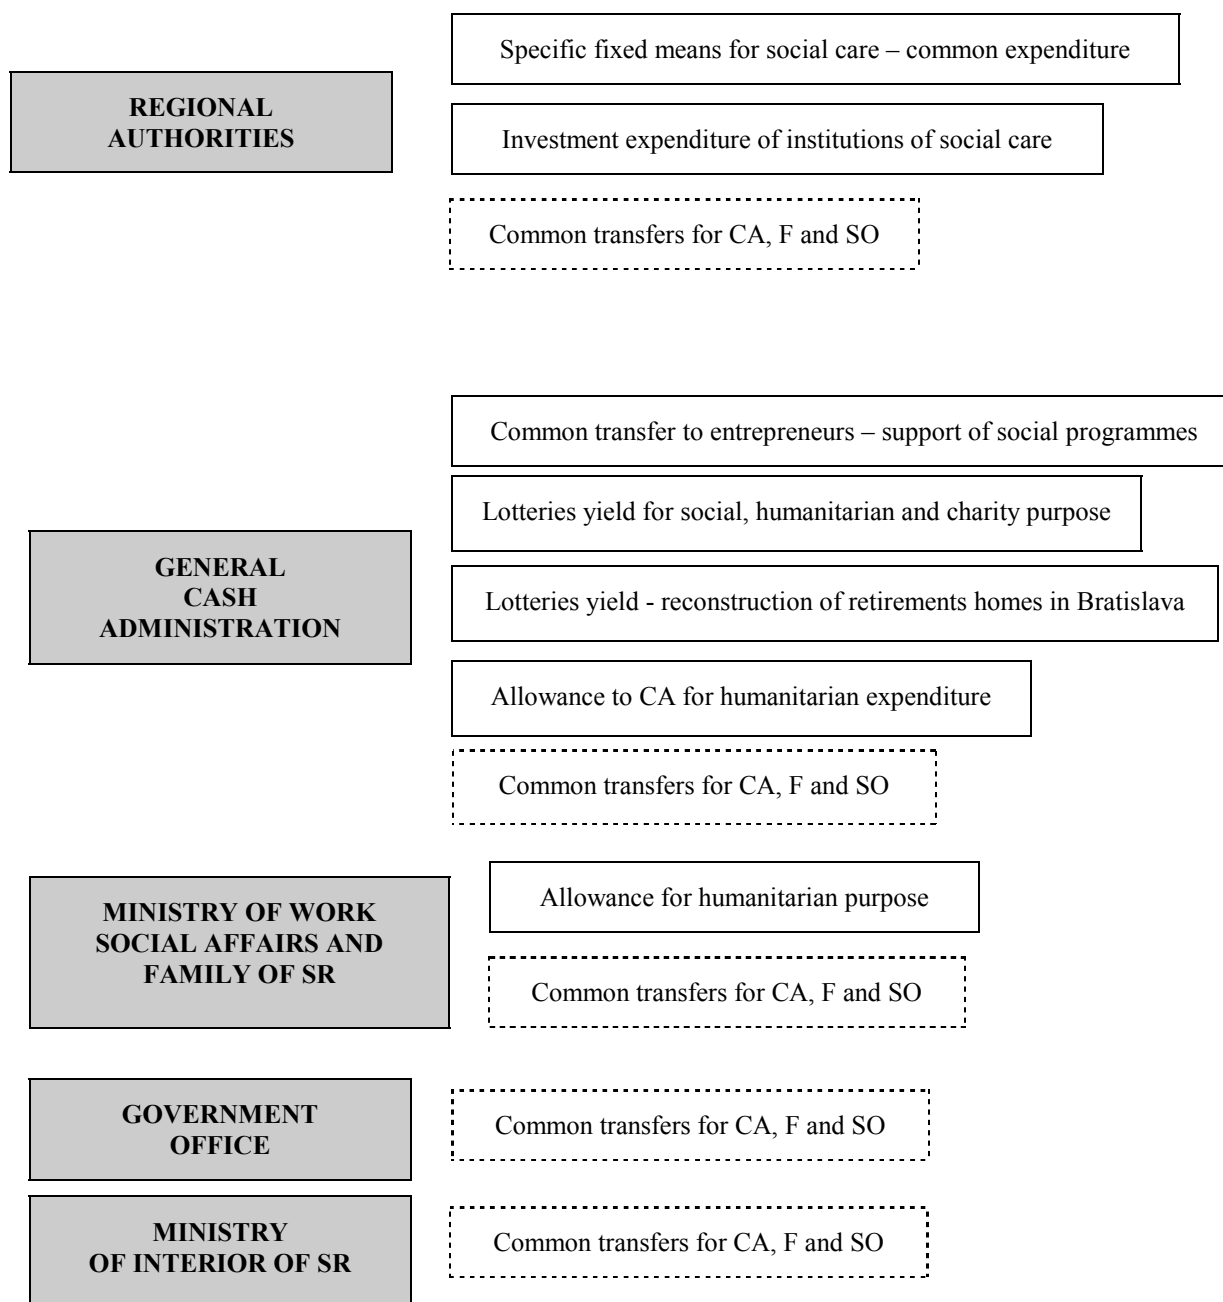 Specific fixed means for social care – common expenditure
REGIONAL
AUTHORITIES
Investment expenditure of institutions of social care
Common transfers for CA, F and SO
Common transfer to entrepreneurs – support of social programmes
Lotteries yield for social, humanitarian and charity purpose
GENERAL
CASH
ADMINISTRATION
Lotteries yield - reconstruction of retirements homes in Bratislava
Allowance to CA for humanitarian expenditure
Common transfers for CA, F and SO
MINISTRY OF WORK
SOCIAL AFFAIRS AND
FAMILY OF SR
Allowance for humanitarian purpose
Common transfers for CA, F and SO
GOVERNMENT
OFFICE
Common transfers for CA, F and SO
MINISTRY
OF INTERIOR OF SR
Common transfers for CA, F and SO